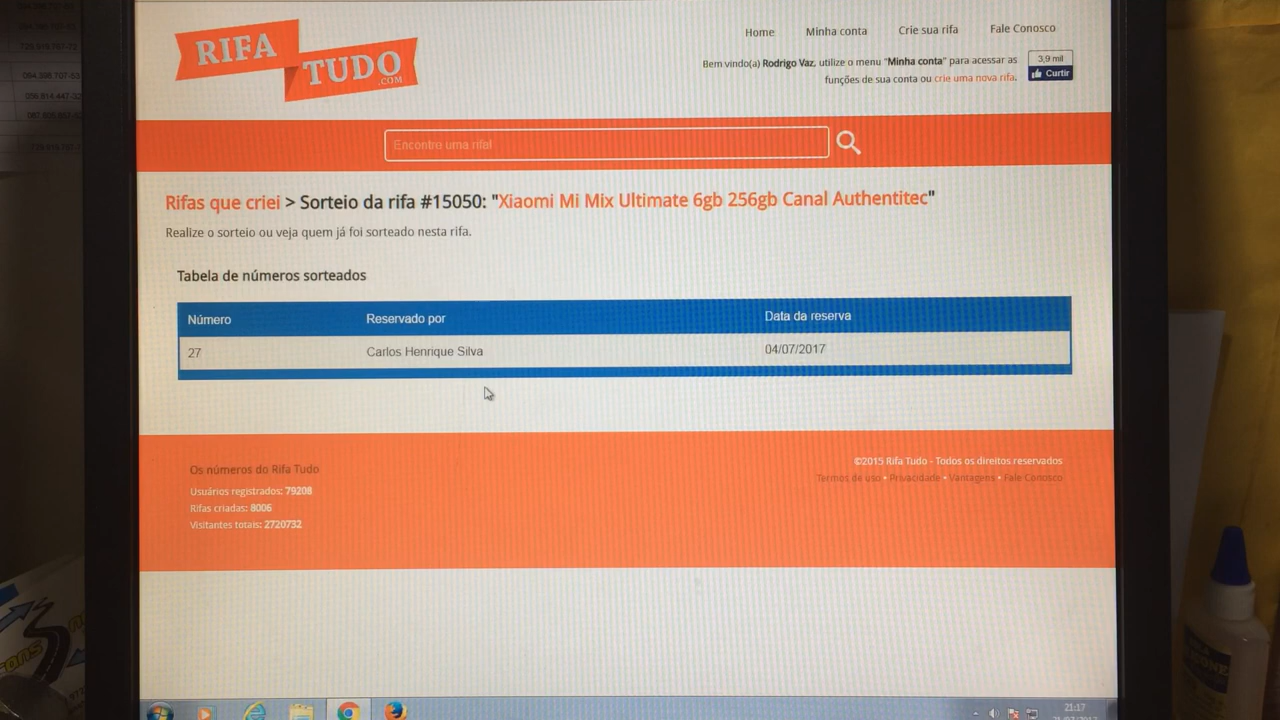 RIFA
TUDO
.COM
Home
Minha conta
Crie sua rifa
Fale Conosco
Bem vindo(a) Rodrigo Vaz, utilize o menu "Minha conta" para acessar as
funções de sua conta ou crie uma nova rifa.
3,9 mil
Curtir
Encontre uma rifa!
Rifas que criei > Sorteio da rifa #15050: "Xiaomi Mi Mix Ultimate 6gb 256gb Canal Authentitec"
Realize o sorteio ou veja quem já foi sorteado nesta rifa.
Tabela de números sorteados
Número Reservado por Data da reserva
27 Carlos Henrique Silva 04/07/2017
Os números do Rifa Tudo
Usuários registrados: 79208
Rifas criadas: 8006
Visitantes totais: 2720732
©2015 Rifa Tudo - Todos os direitos reservados
Termos de uso • Privacidade • Vantagens • Fale Conosco
21:17